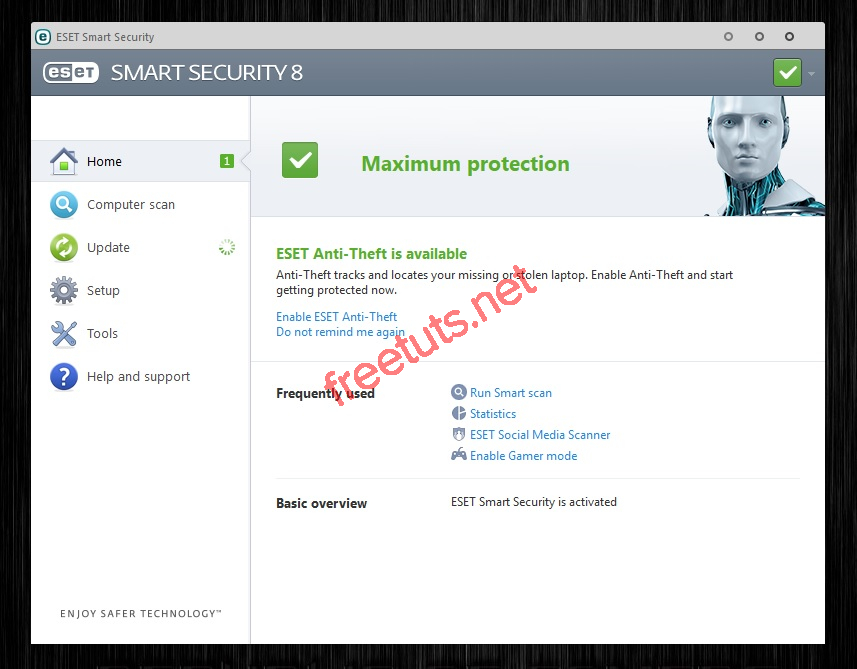 ESET Smart Security
eset SMART SECURITY 8
Home 1
Computer scan
Update
Setup
Tools
Help and support
ENJOY SAFER TECHNOLOGY™
Maximum protection
ESET Anti-Theft is available
Anti-Theft tracks and locates your missing or stolen laptop. Enable Anti-Theft and start
getting protected now.
Enable ESET Anti-Theft
Do not remind me again
freetuts.net
Frequently used
Run Smart scan
Statistics
ESET Social Media Scanner
Enable Gamer mode
Basic overview
ESET Smart Security is activated